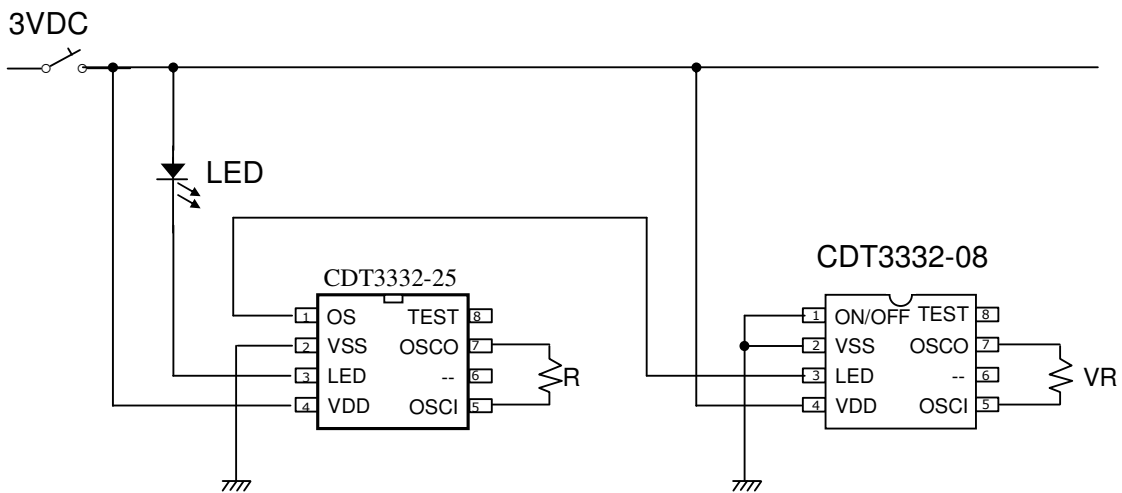 3VDC
LED
CDT3332-25
1 OS TEST 8
2 VSS OSCO 7
3 LED -- 6
4 VDD OSCI 5
R
CDT3332-08
1 ON/OFF TEST 8
2 VSS OSCO 7
3 LED -- 6
4 VDD OSCI 5
VR